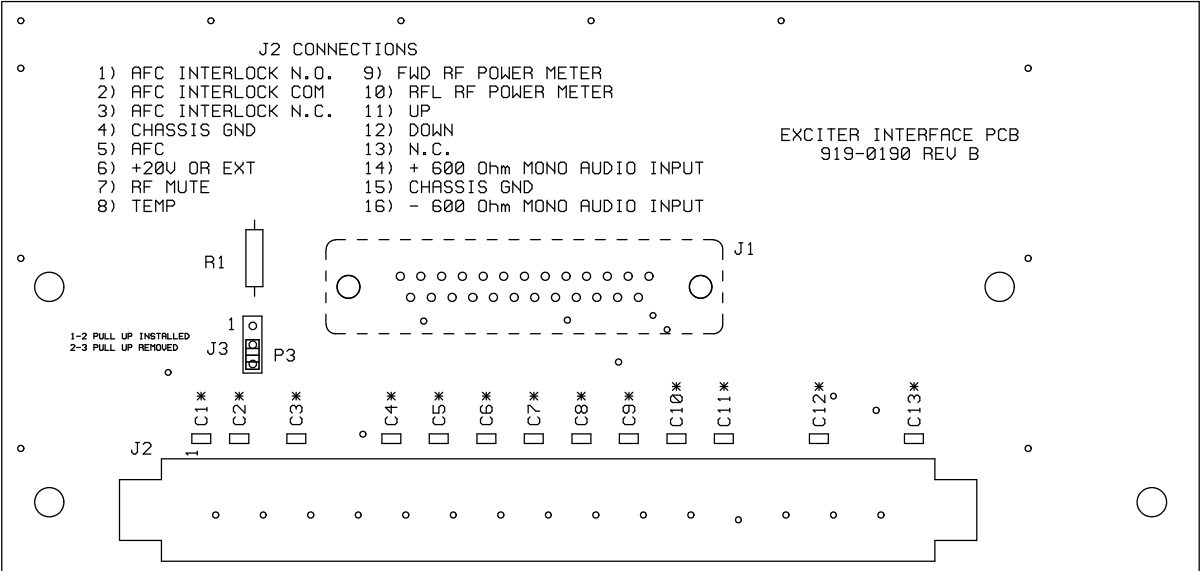 J2 CONNECTIONS
1) AFC INTERLOCK N.O.
2) AFC INTERLOCK COM
3) AFC INTERLOCK N.C.
4) CHASSIS GND
5) AFC
6) +20V OR EXT
7) RF MUTE
8) TEMP
9) FWD RF POWER METER
10) RFL RF POWER METER
11) UP
12) DOWN
13) N.C.
14) + 600 Ohm MONO AUDIO INPUT
15) CHASSIS GND
16) - 600 Ohm MONO AUDIO INPUT
EXCITER INTERFACE PCB
919-0190 REV B
R1
J1
1
1-2 PULL UP INSTALLED
2-3 PULL UP REMOVED
J3
P3
C1*
C2*
C3*
C4*
C5*
C6*
C7*
C8*
C9*
C10*
C11*
C12*
C13*
J2
1